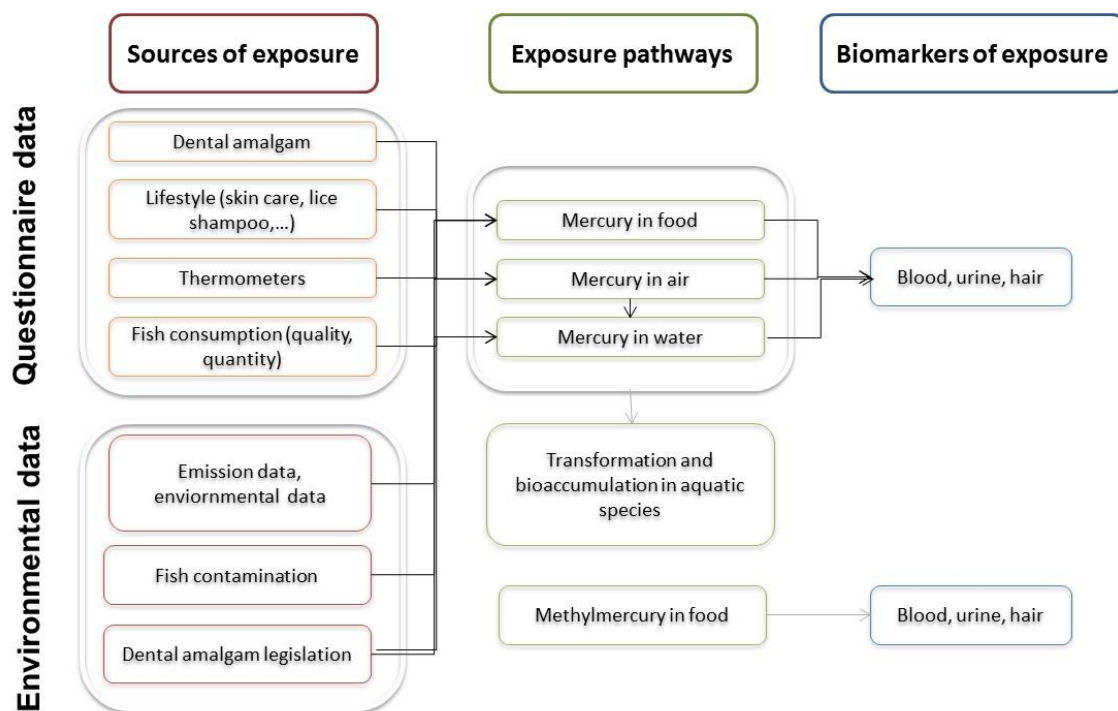 Sources of exposure
Exposure pathways
Biomarkers of exposure
Questionnaire data
Dental amalgam
Lifestyle (skin care, lice
shampoo,...)
Thermometers
Fish consumption (quality,
quantity)
Mercury in food
Mercury in air
Mercury in water
Blood, urine, hair
Environmental data
Emission data,
enviornmental data
Fish contamination
Dental amalgam legislation
Transformation and
bioaccumulation in aquatic
species
Methylmercury in food
Blood, urine, hair